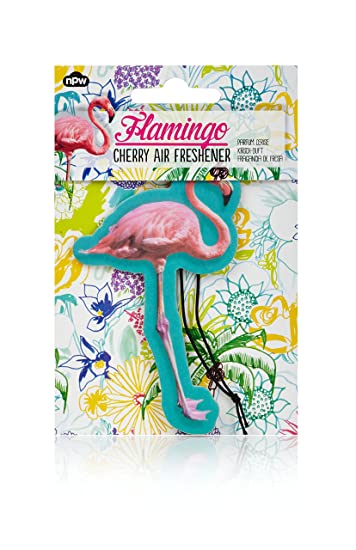 npw
Flamingo
CHERRY AIR FRESHENER
PARFUM CERISE
KIRSCH-DUFT
FRAGANCIA DE FRESA